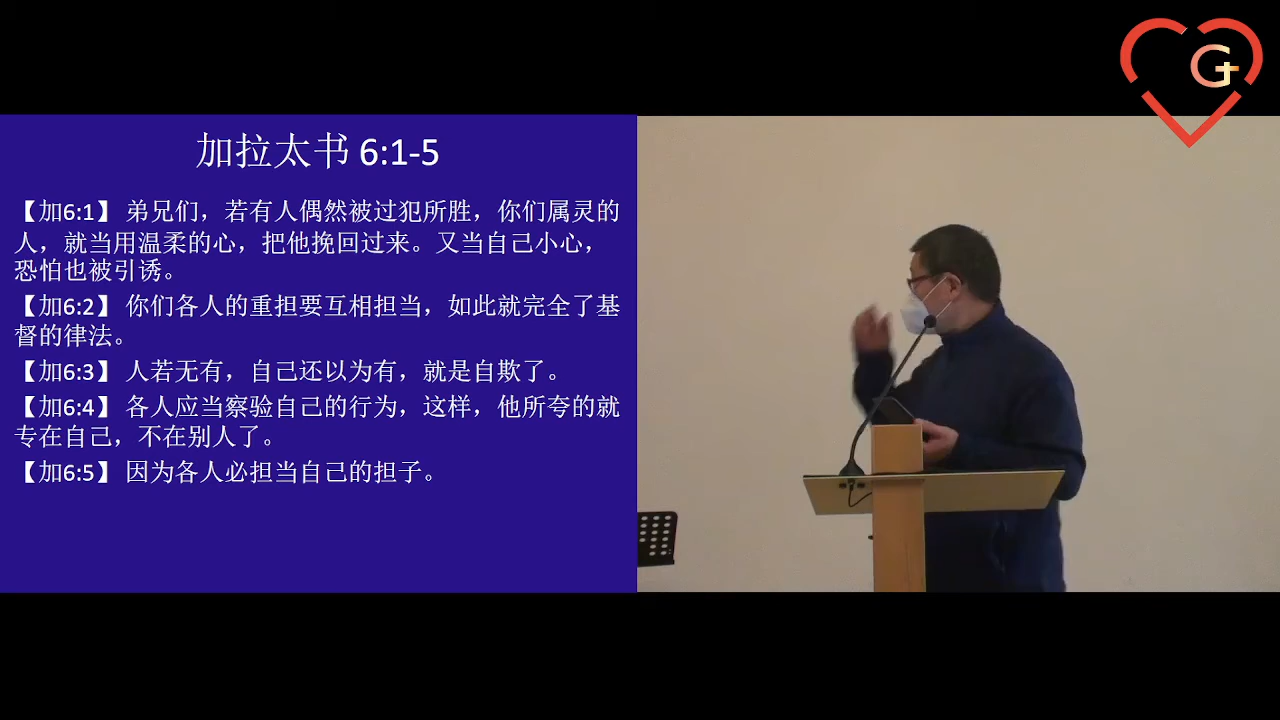 加拉太书 6:1-5
【加6:1】 弟兄们，若有人偶然被过犯所胜，你们属灵的
人，就当用温柔的心，把他挽回过来。又当自己小心，
恐怕也被引诱。
【加6:2】 你们各人的重担要互相担当，如此就完全了基
督的律法。
【加6:3】 人若无有，自己还以为有，就是自欺了。
【加6:4】 各人应当察验自己的行为，这样，他所夸的就
专在自己，不在别人了。
【加6:5】 因为各人必担当自己的担子。
G